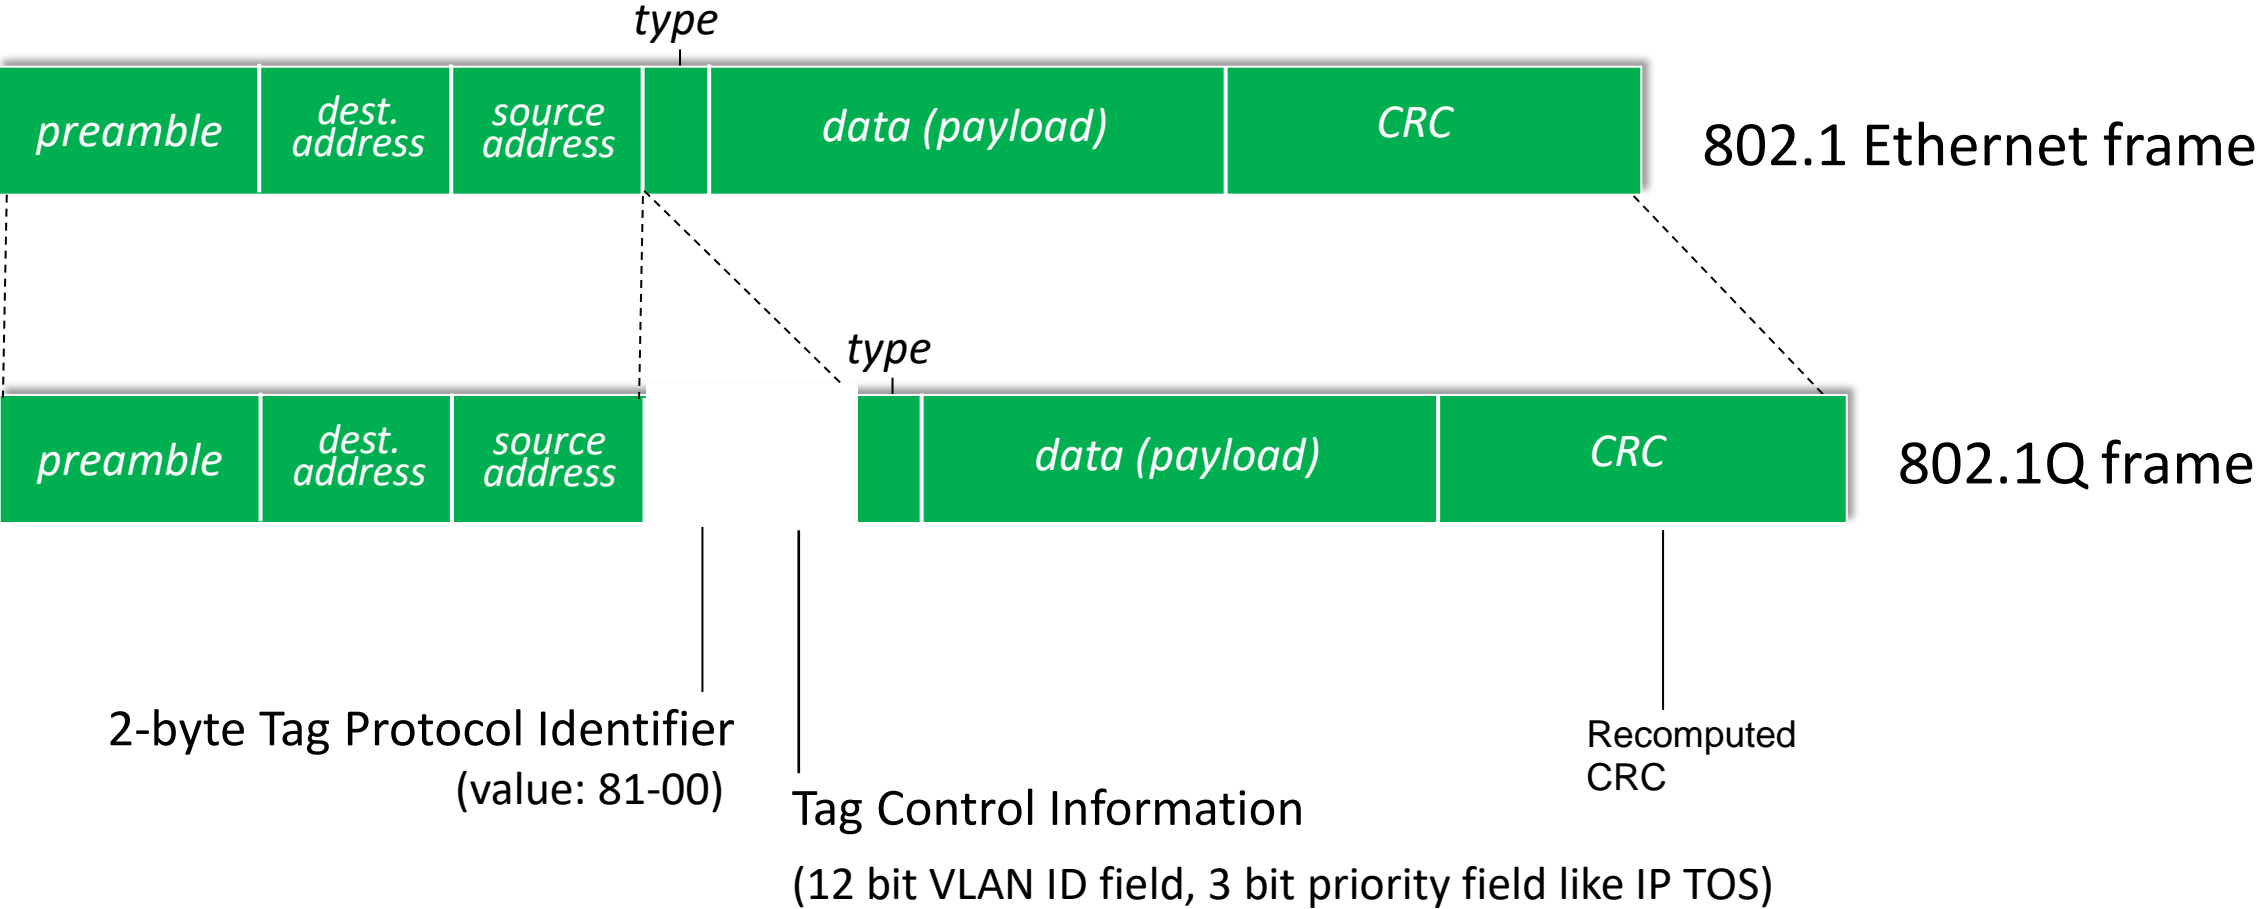 type
preamble
dest.
address
source
address
data (payload)
CRC
802.1 Ethernet frame
type
preamble
dest.
address
source
address
data (payload)
CRC
802.1Q frame
2-byte Tag Protocol Identifier
(value: 81-00)
Recomputed
CRC
Tag Control Information
(12 bit VLAN ID field, 3 bit priority field like IP TOS)